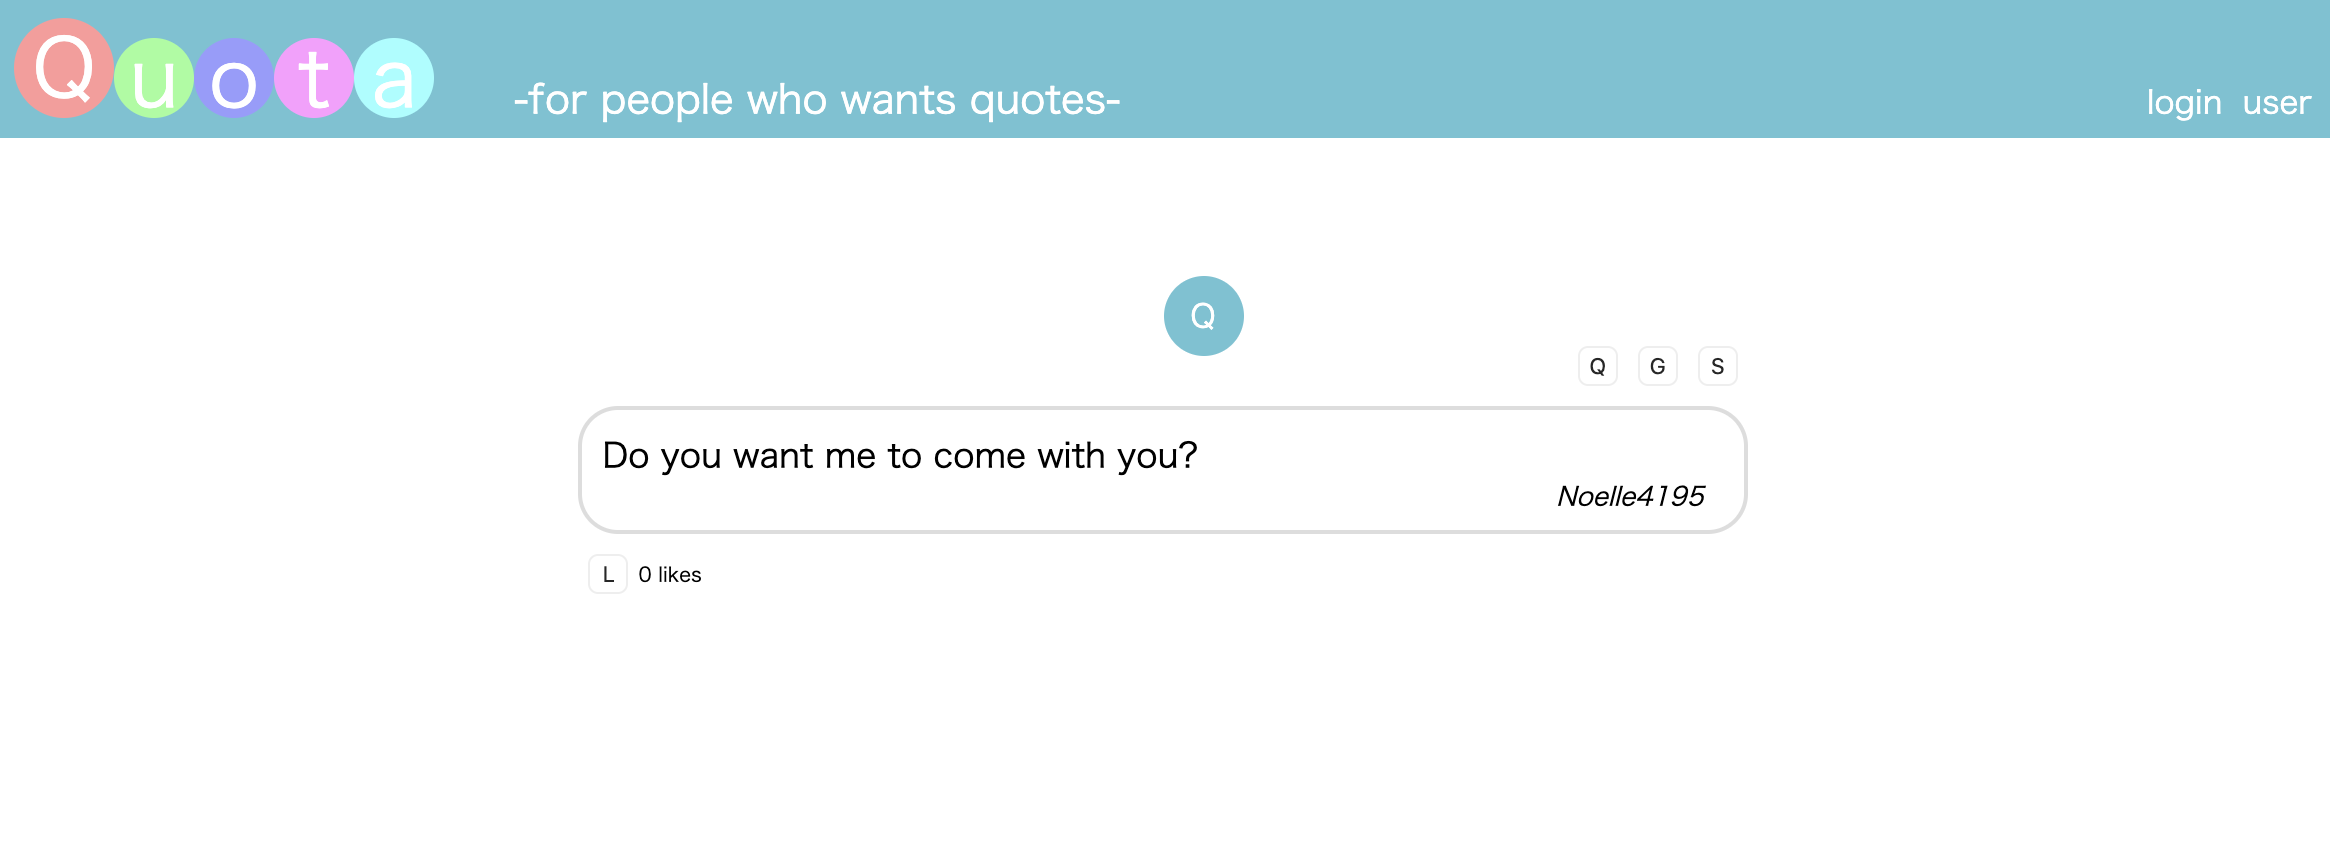 Quota -for people who wants quotes- login user
Q
Q G S
Do you want me to come with you?
Noelle4195
L 0 likes